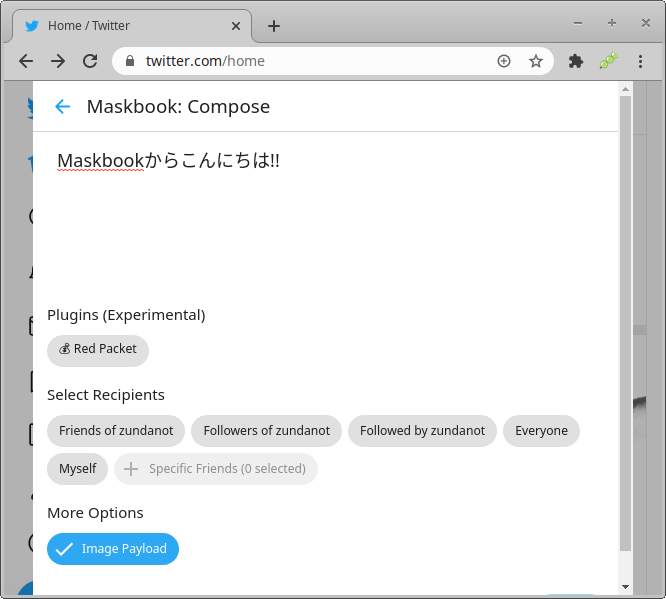 Home / Twitter
twitter.com/home
Maskbook: Compose
Maskbookからこんにちは!!
Plugins (Experimental)
💰 Red Packet
Select Recipients
Friends of zundanot
Followers of zundanot
Followed by zundanot
Everyone
Myself
Specific Friends (0 selected)
More Options
Image Payload